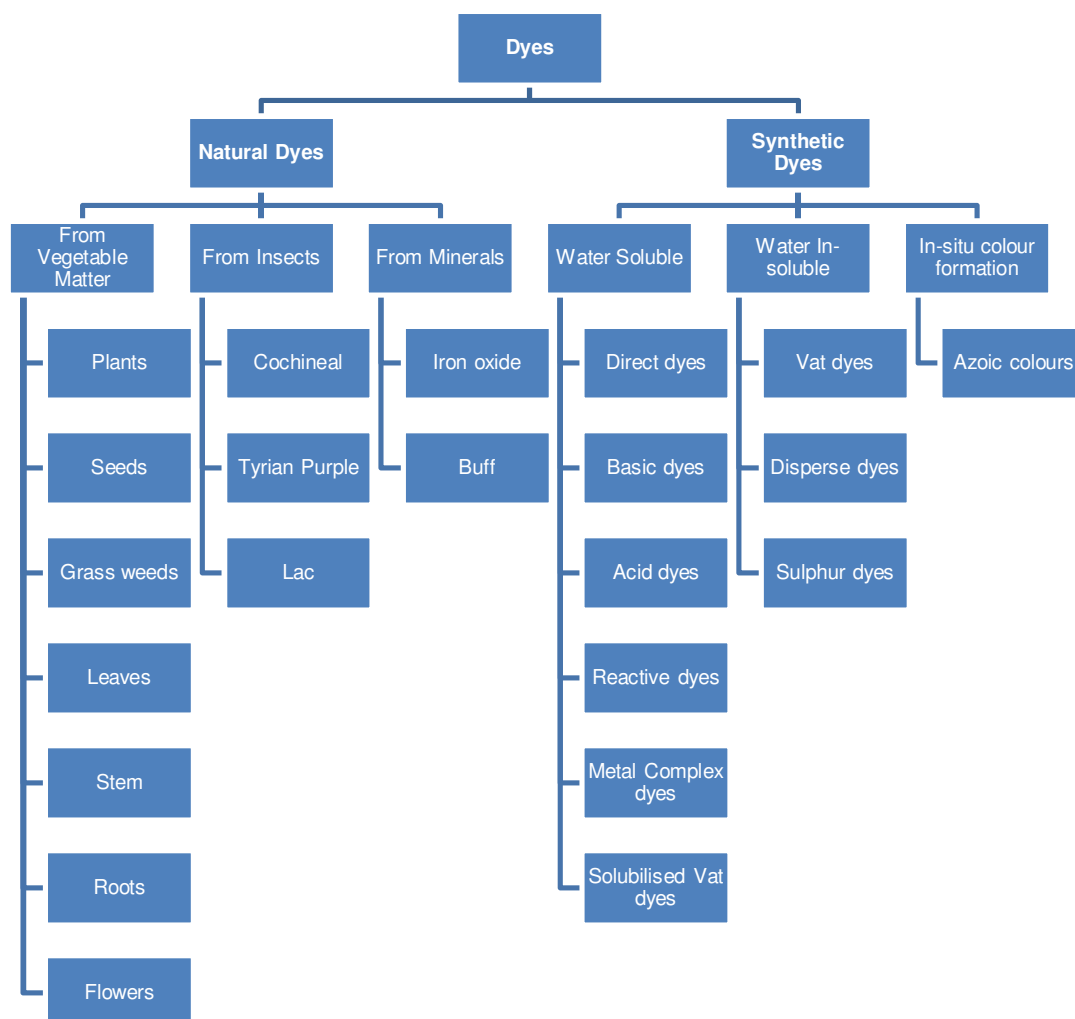 Dyes
Natural Dyes
Synthetic
Dyes
From
Vegetable
Matter
From Insects
From Minerals
Water Soluble
Water In-
soluble
In-situ colour
formation
Plants
Seeds
Grass weeds
Leaves
Stem
Roots
Flowers
Cochineal
Tyrian Purple
Lac
Iron oxide
Buff
Direct dyes
Basic dyes
Acid dyes
Reactive dyes
Metal Complex
dyes
Solubilised Vat
dyes
Vat dyes
Disperse dyes
Sulphur dyes
Azoic colours